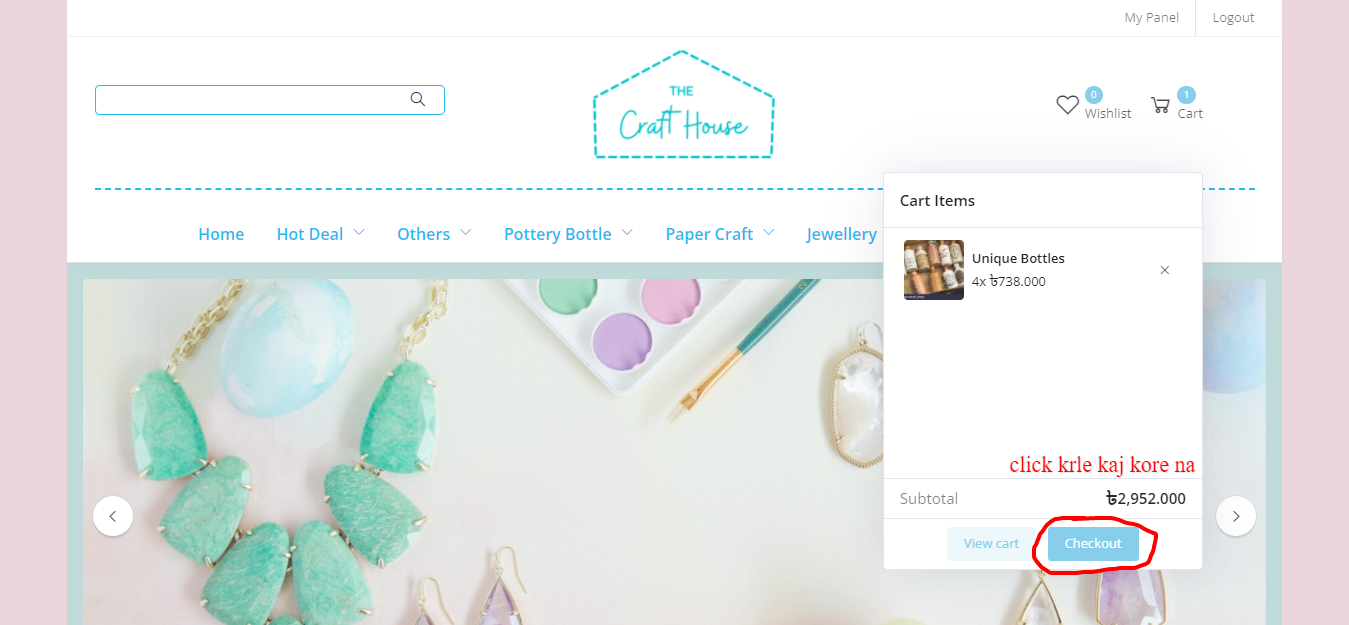 My Panel
Logout
THE
Craft House
0
Wishlist
1
Cart
Cart Items
Home
Hot Deal
Others
Pottery Bottle
Paper Craft
Jewellery
Unique Bottles
4x ৳738.000
click krle kaj kore na
Subtotal
৳2,952.000
View cart
Checkout